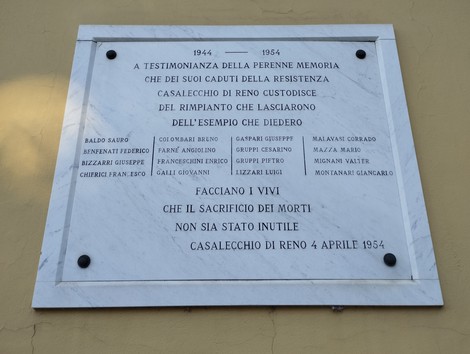 1944 — 1954
A TESTIMONIANZA DELLA PERENNE MEMORIA
CHE DEI SUOI CADUTI DELLA RESISTENZA
CASALECCHIO DI RENO CUSTODISCE
DEL RIMPIANTO CHE LASCIARONO
DELL'ESEMPIO CHE DIEDERO
BALDO SAURO
BENFENATI FEDERICO
BIZZARRI GIUSEPPE
CHIERICI FRANCESCO
COLOMBARI BRUNO
FARNÉ ANGIOLINO
FRANCESCHINI ENRICO
GALLI GIOVANNI
GASPARI GIUSEPPE
GRUPPI CESARINO
GRUPPI PIETRO
LIZZARI LUIGI
MALAVASI CORRADO
MAZZA MARIO
MIGNANI VALTER
MONTANARI GIANCARLO
FACCIANO I VIVI
CHE IL SACRIFICIO DEI MORTI
NON SIA STATO INUTILE
CASALECCHIO DI RENO 4 APRILE 1954